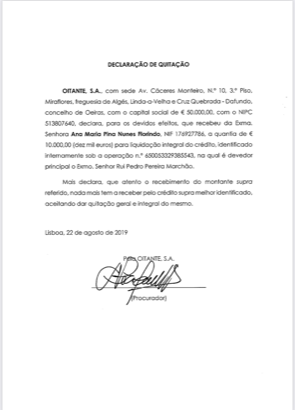 DECLARAÇÃO DE QUITAÇÃO
OITANTE, S.A., com sede Av. Cáceres Monteiro, N.º 10, 3.º Piso,
Miraflores, freguesia de Algés, Linda-a-Velha e Cruz Quebrada - Dafundo,
concelho de Oeiras, com o capital social de € 50.000,00, com o NIPC
513807640, declara, para os devidos efeitos, que recebeu da Exma.
Senhora Ana Maria Pina Nunes Florindo, NIF 176927786, a quantia de €
10.000,00 (dez mil euros) para liquidação integral do crédito, identificado
internamente sob a operação n.º 650053329385543, na qual é devedor
principal o Exmo. Senhor Rui Pedro Pereira Marchão.
Mais declara, que atento o recebimento do montante supra
referido, nada mais tem a receber pelo crédito supra melhor identificado,
aceitando dar quitação geral e integral do mesmo.
Lisboa, 22 de agosto de 2019
Pela OITANTE, S.A.
(Procurador)